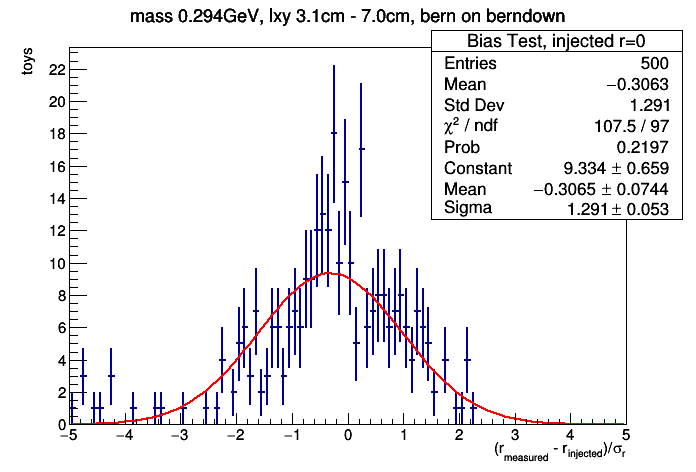 mass 0.294GeV, lxy 3.1cm - 7.0cm, bern on berndown
Bias Test, injected r=0
Entries 500
Mean −0.3063
Std Dev 1.291
χ² / ndf 107.5 / 97
Prob 0.2197
Constant 9.334 ± 0.659
Mean −0.3065 ± 0.0744
Sigma 1.291 ± 0.053
toys
22
20
18
16
14
12
10
8
6
4
2
0
−5 −4 −3 −2 −1 0 1 2 3 4 5
(r_measured - r_injected)/σ_r